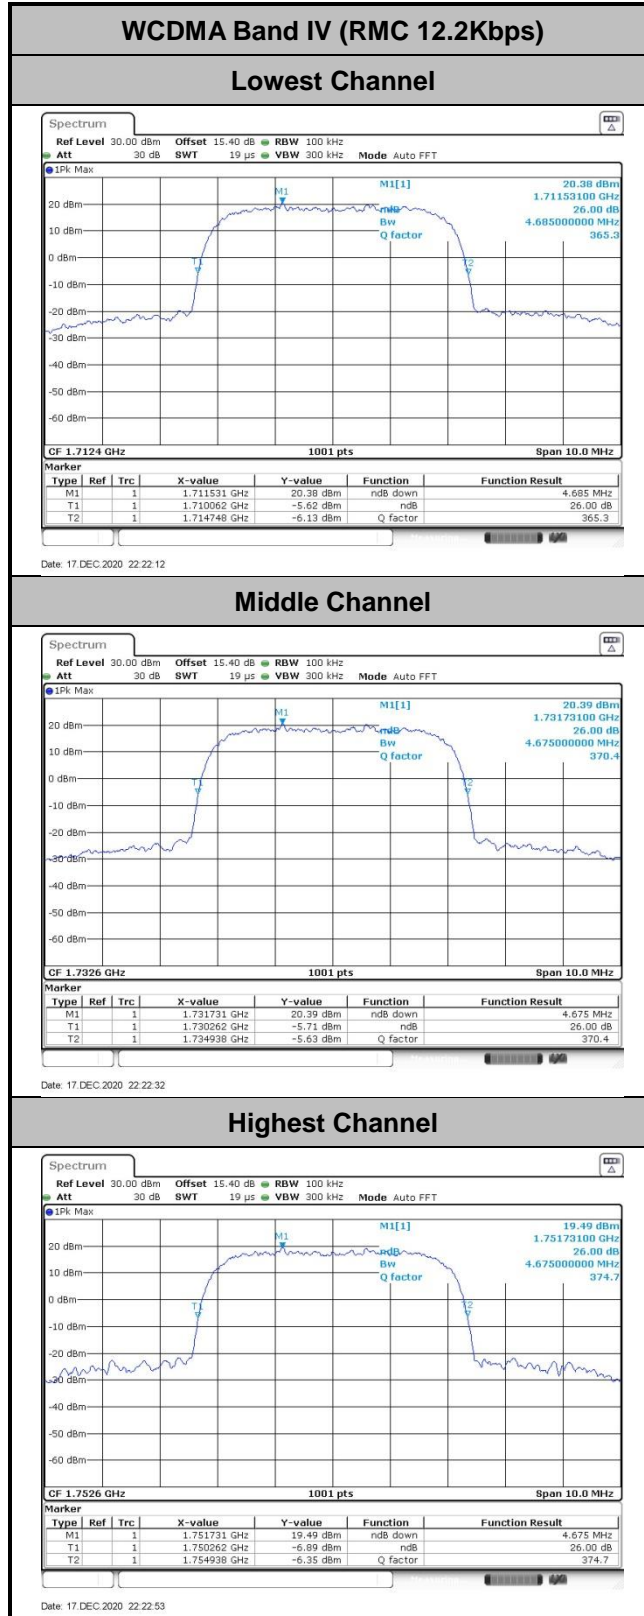 WCDMA Band IV (RMC 12.2Kbps)
Lowest Channel
Spectrum
Ref Level 30.00 dBm Offset 15.40 dB RBW 100 kHz
Att 30 dB SWT 19 µs VBW 300 kHz Mode Auto FFT
1Pk Max
M1[1] 20.38 dBm
1.71153100 GHz
ndB 26.00 dB
Bw 4.685000000 MHz
Q factor 365.3
M1
T1
T2
20 dBm
10 dBm
0 dBm
-10 dBm
-20 dBm
-30 dBm
-40 dBm
-50 dBm
-60 dBm
CF 1.7124 GHz 1001 pts Span 10.0 MHz
Marker
Type Ref Trc X-value Y-value Function Function Result
M1 1 1.711531 GHz 20.38 dBm ndB down 4.685 MHz
T1 1 1.710062 GHz -5.62 dBm ndB 26.00 dB
T2 1 1.714748 GHz -6.13 dBm Q factor 365.3
Date: 17.DEC.2020 22:22:12
Middle Channel
Spectrum
Ref Level 30.00 dBm Offset 15.40 dB RBW 100 kHz
Att 30 dB SWT 19 µs VBW 300 kHz Mode Auto FFT
1Pk Max
M1[1] 20.39 dBm
1.73173100 GHz
ndB 26.00 dB
Bw 4.675000000 MHz
Q factor 370.4
M1
T1
T2
20 dBm
10 dBm
0 dBm
-10 dBm
-20 dBm
-30 dBm
-40 dBm
-50 dBm
-60 dBm
CF 1.7326 GHz 1001 pts Span 10.0 MHz
Marker
Type Ref Trc X-value Y-value Function Function Result
M1 1 1.731731 GHz 20.39 dBm ndB down 4.675 MHz
T1 1 1.730262 GHz -5.71 dBm ndB 26.00 dB
T2 1 1.734938 GHz -5.63 dBm Q factor 370.4
Date: 17.DEC.2020 22:22:32
Highest Channel
Spectrum
Ref Level 30.00 dBm Offset 15.40 dB RBW 100 kHz
Att 30 dB SWT 19 µs VBW 300 kHz Mode Auto FFT
1Pk Max
M1[1] 19.49 dBm
1.75173100 GHz
ndB 26.00 dB
Bw 4.675000000 MHz
Q factor 374.7
M1
T1
T2
20 dBm
10 dBm
0 dBm
-10 dBm
-20 dBm
-30 dBm
-40 dBm
-50 dBm
-60 dBm
CF 1.7526 GHz 1001 pts Span 10.0 MHz
Marker
Type Ref Trc X-value Y-value Function Function Result
M1 1 1.751731 GHz 19.49 dBm ndB down 4.675 MHz
T1 1 1.750262 GHz -6.89 dBm ndB 26.00 dB
T2 1 1.754938 GHz -6.35 dBm Q factor 374.7
Date: 17.DEC.2020 22:22:53